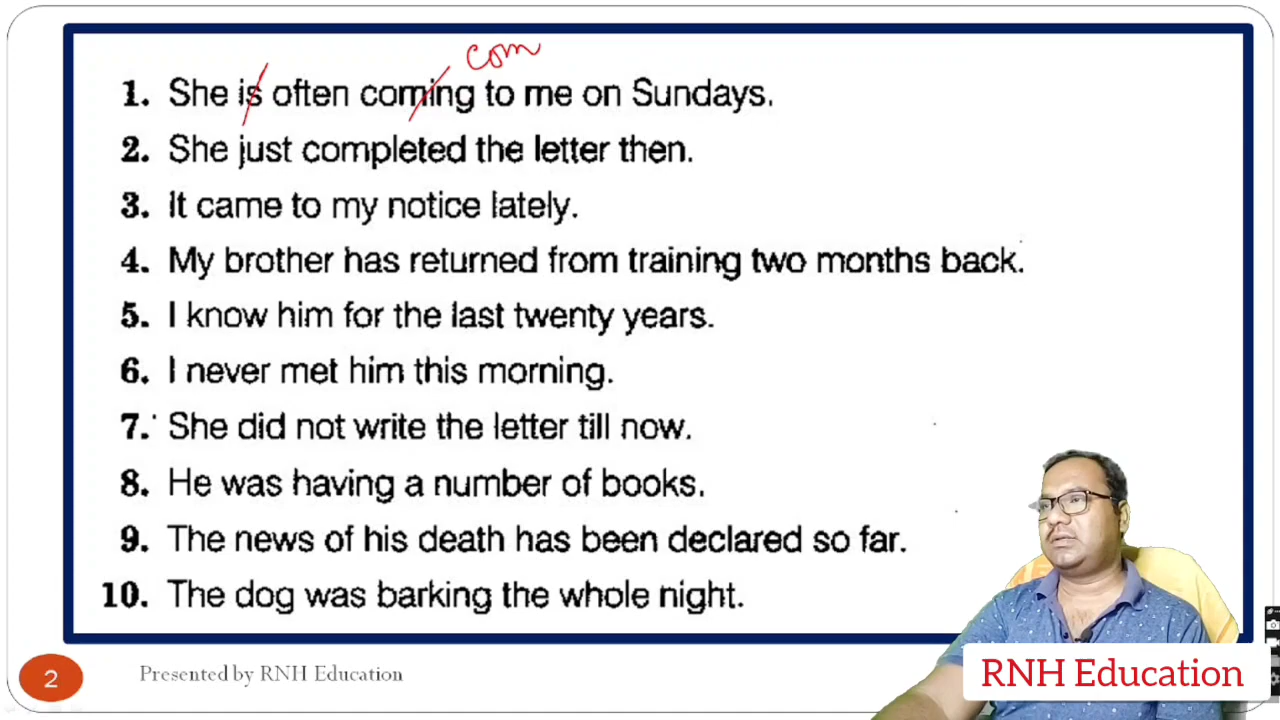 com
1. She is often coming to me on Sundays.
2. She just completed the letter then.
3. It came to my notice lately.
4. My brother has returned from training two months back.
5. I know him for the last twenty years.
6. I never met him this morning.
7. She did not write the letter till now.
8. He was having a number of books.
9. The news of his death has been declared so far.
10. The dog was barking the whole night.
2 Presented by RNH Education
RNH Education